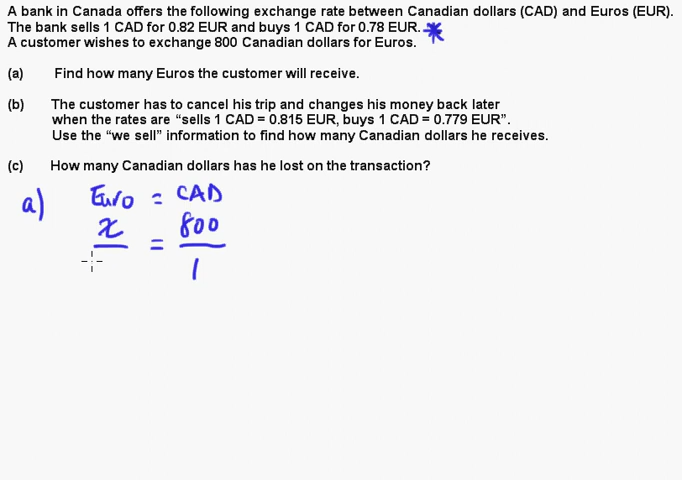 A bank in Canada offers the following exchange rate between Canadian dollars (CAD) and Euros (EUR).
The bank sells 1 CAD for 0.82 EUR and buys 1 CAD for 0.78 EUR. *
A customer wishes to exchange 800 Canadian dollars for Euros.
(a) Find how many Euros the customer will receive.
(b) The customer has to cancel his trip and changes his money back later
when the rates are “sells 1 CAD = 0.815 EUR, buys 1 CAD = 0.779 EUR”.
Use the “we sell” information to find how many Canadian dollars he receives.
(c) How many Canadian dollars has he lost on the transaction?
a) Euro = CAD
x = 800
1